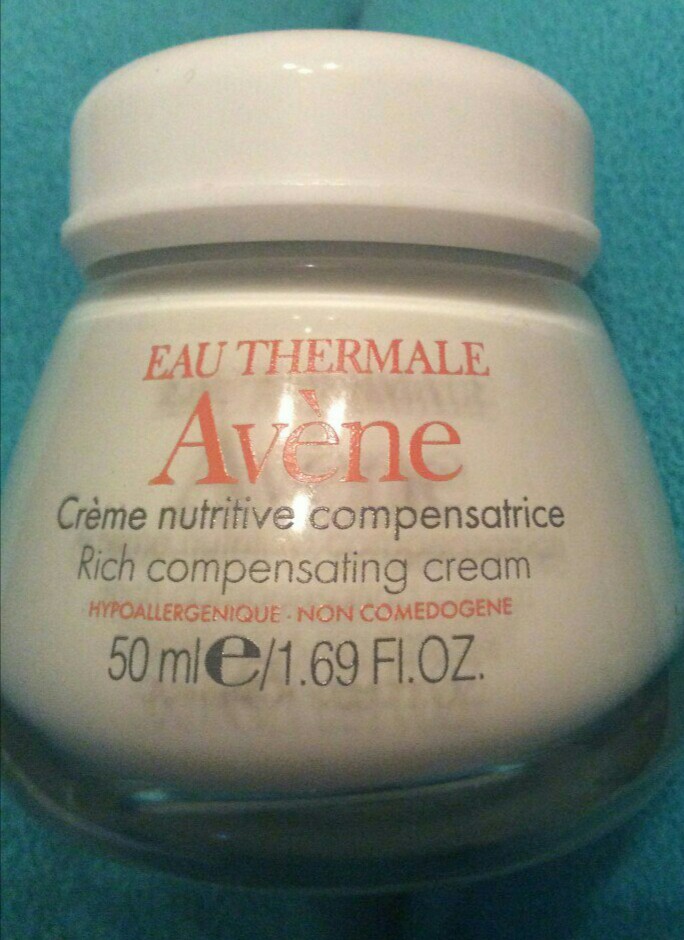 EAU THERMALE
Avène
Crème nutritive compensatrice
Rich compensating cream
HYPOALLERGENIQUE · NON COMEDOGENE
50 ml e/1.69 Fl.OZ.